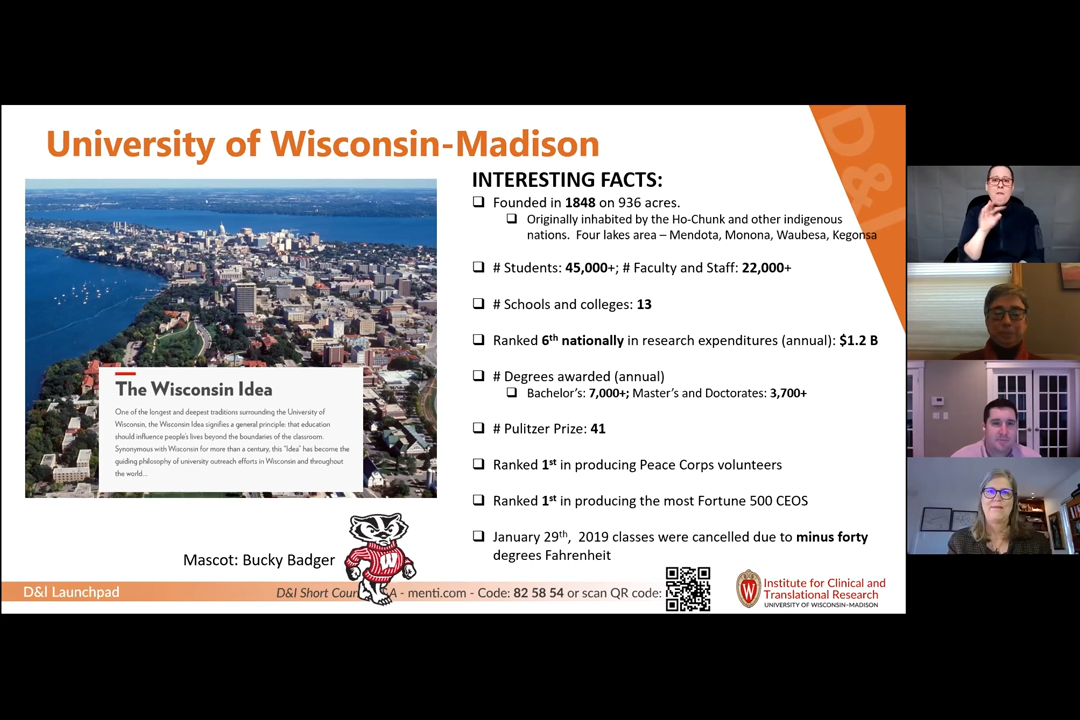 University of Wisconsin-Madison
D&I
The Wisconsin Idea
One of the longest and deepest traditions surrounding the University of
Wisconsin, the Wisconsin Idea signifies a general principle: that education
should influence people's lives beyond the boundaries of the classroom.
Synonymous with Wisconsin for more than a century, this "Idea" has become the
guiding philosophy of university outreach efforts in Wisconsin and throughout
the world...
Mascot: Bucky Badger
W
INTERESTING FACTS:
Founded in 1848 on 936 acres.
Originally inhabited by the Ho-Chunk and other indigenous
nations. Four lakes area – Mendota, Monona, Waubesa, Kegonsa
# Students: 45,000+; # Faculty and Staff: 22,000+
# Schools and colleges: 13
Ranked 6th nationally in research expenditures (annual): $1.2 B
# Degrees awarded (annual)
Bachelor's: 7,000+; Master's and Doctorates: 3,700+
# Pulitzer Prize: 41
Ranked 1st in producing Peace Corps volunteers
Ranked 1st in producing the most Fortune 500 CEOS
January 29th, 2019 classes were cancelled due to minus forty
degrees Fahrenheit
D&I Launchpad
D&I Short Cour A - menti.com - Code: 82 58 54 or scan QR code:
W
Institute for Clinical and
Translational Research
UNIVERSITY OF WISCONSIN-MADISON